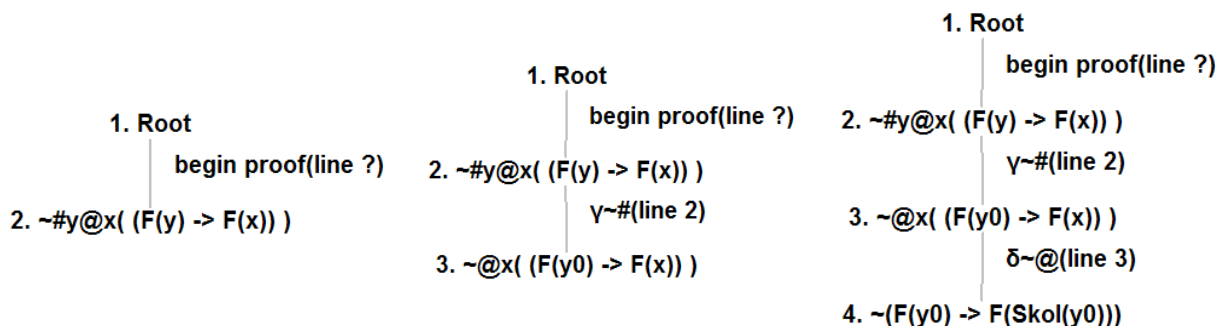 1. Root
begin proof(line ?)
2. ~#y@x( (F(y) -> F(x)) )
1. Root
begin proof(line ?)
2. ~#y@x( (F(y) -> F(x)) )
γ~#(line 2)
3. ~@x( (F(y0) -> F(x)) )
1. Root
begin proof(line ?)
2. ~#y@x( (F(y) -> F(x)) )
γ~#(line 2)
3. ~@x( (F(y0) -> F(x)) )
δ~@(line 3)
4. ~(F(y0) -> F(Skol(y0)))